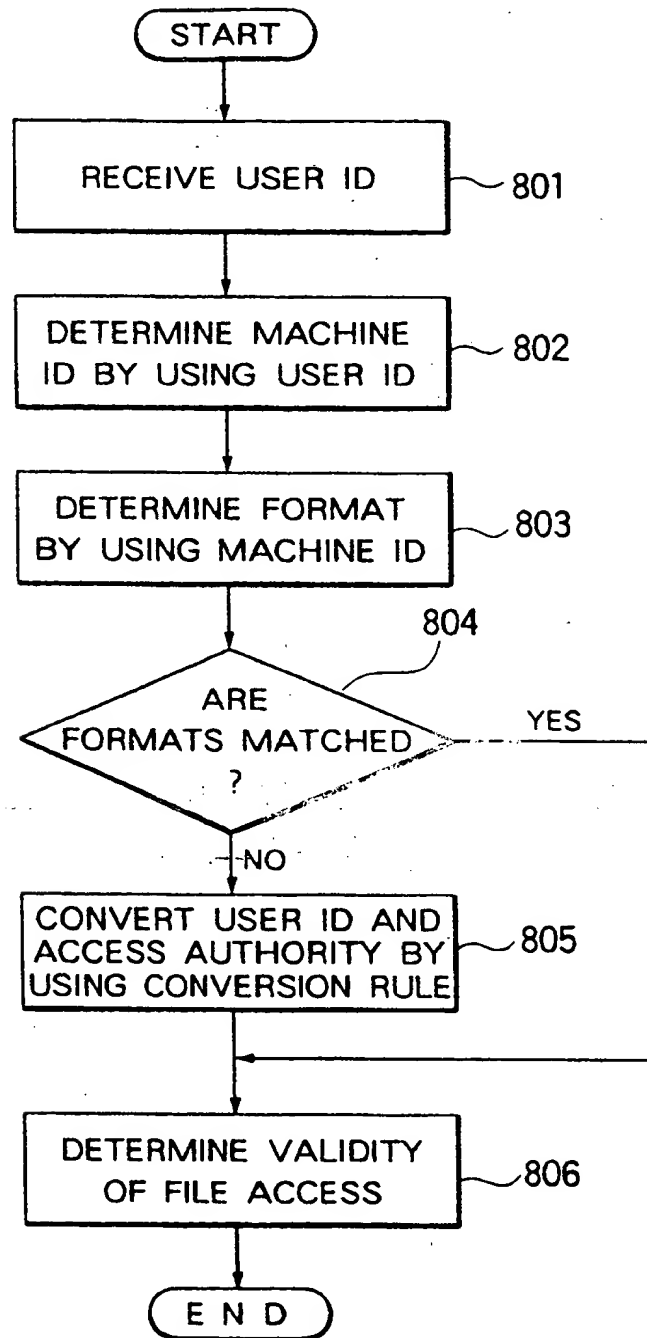 START
RECEIVE USER ID
801
DETERMINE MACHINE
ID BY USING USER ID
802
DETERMINE FORMAT
BY USING MACHINE ID
803
804
ARE
FORMATS MATCHED
?
YES
NO
CONVERT USER ID AND
ACCESS AUTHORITY BY
USING CONVERSION RULE
805
DETERMINE VALIDITY
OF FILE ACCESS
806
END